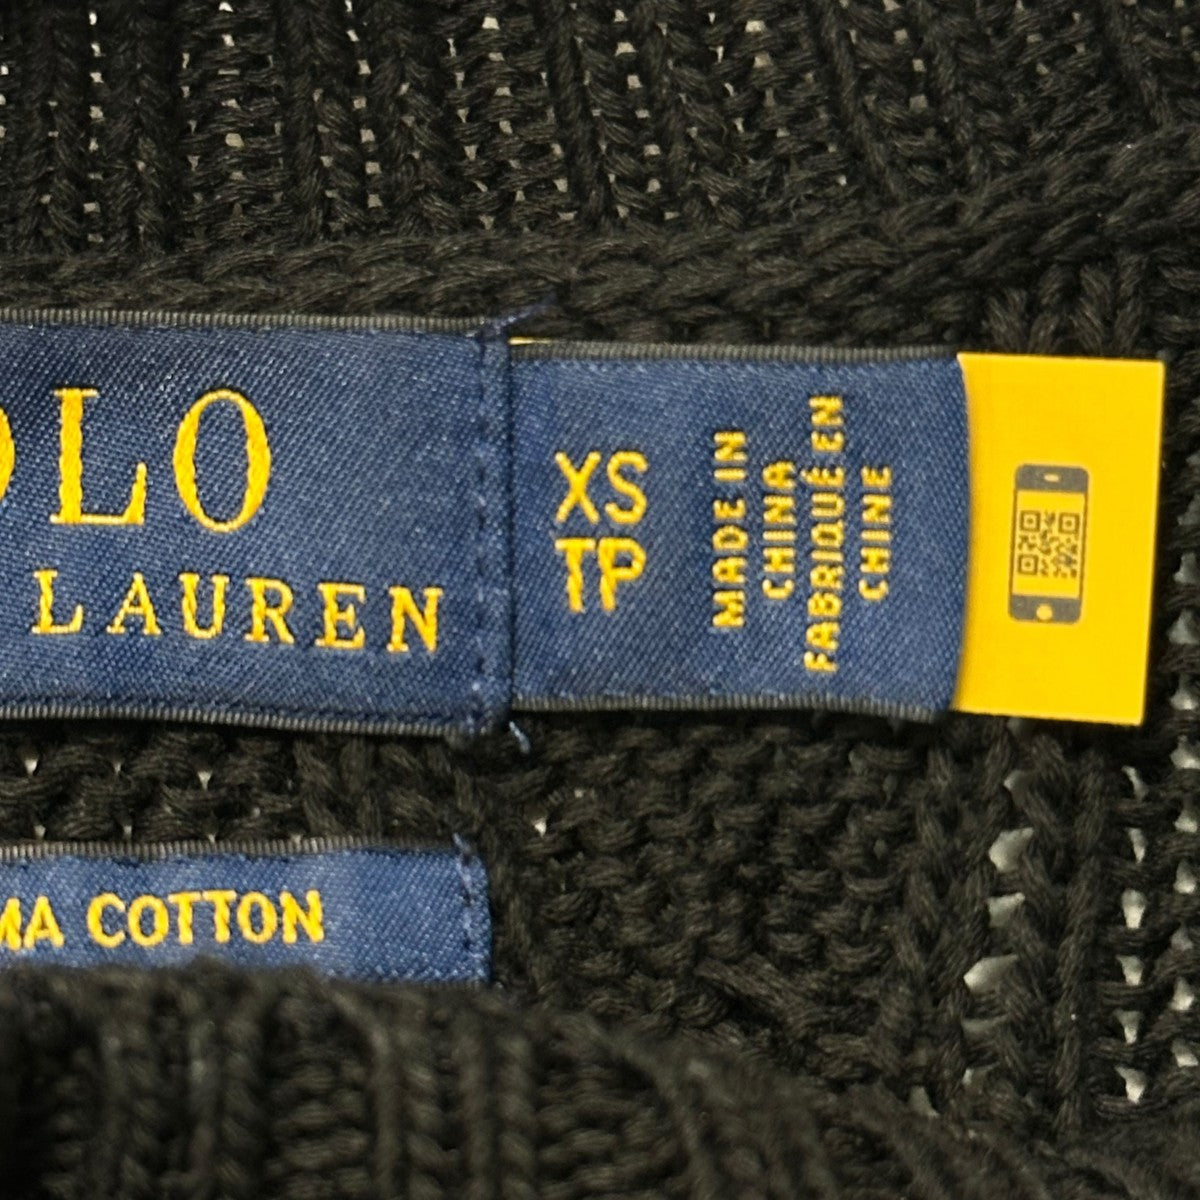 OLO
LAUREN
XS
TP
MADE IN
CHINA
FABRIQUÉ EN
CHINE
MA COTTON